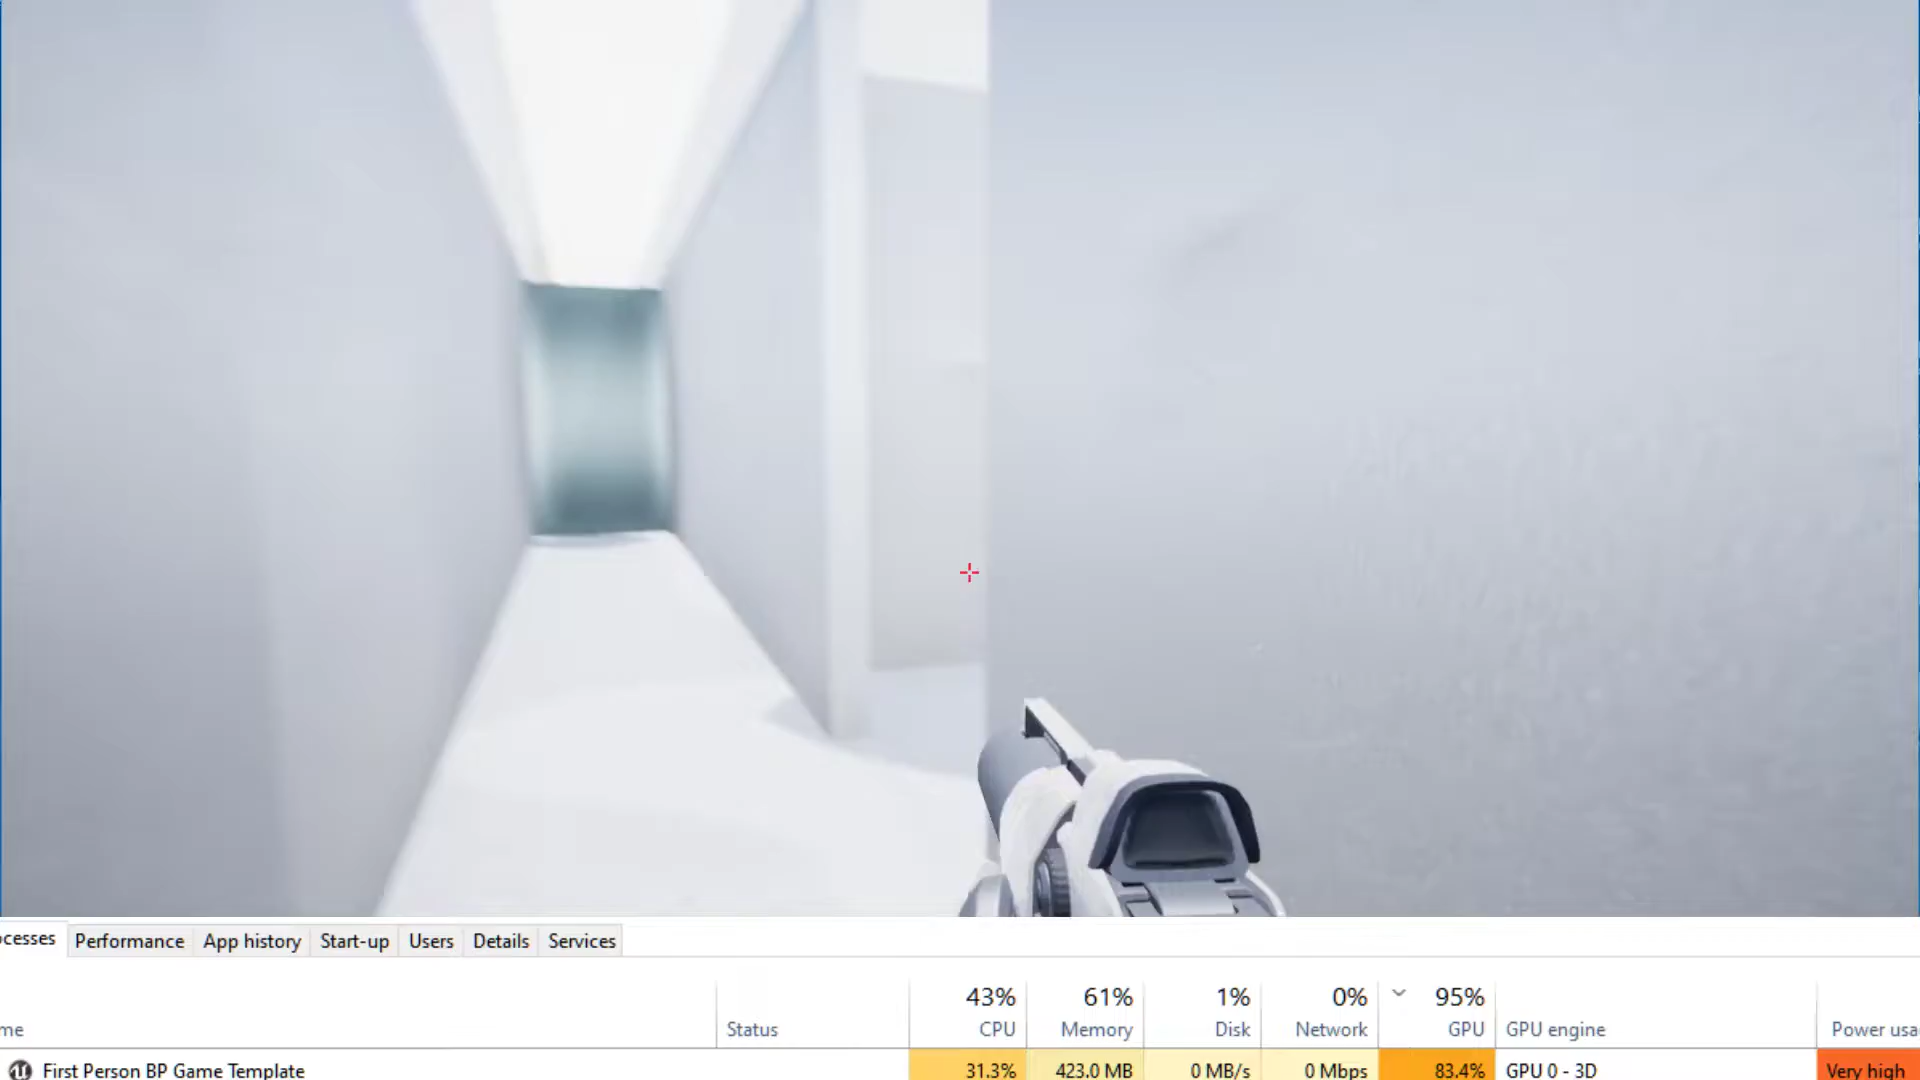 ocesses Performance App history Start-up Users Details Services
43% 61% 1% 0% 95%
me Status CPU Memory Disk Network GPU GPU engine Power usa
First Person BP Game Template 31.3% 423.0 MB 0 MB/s 0 Mbps 83.4% GPU 0 - 3D Very high